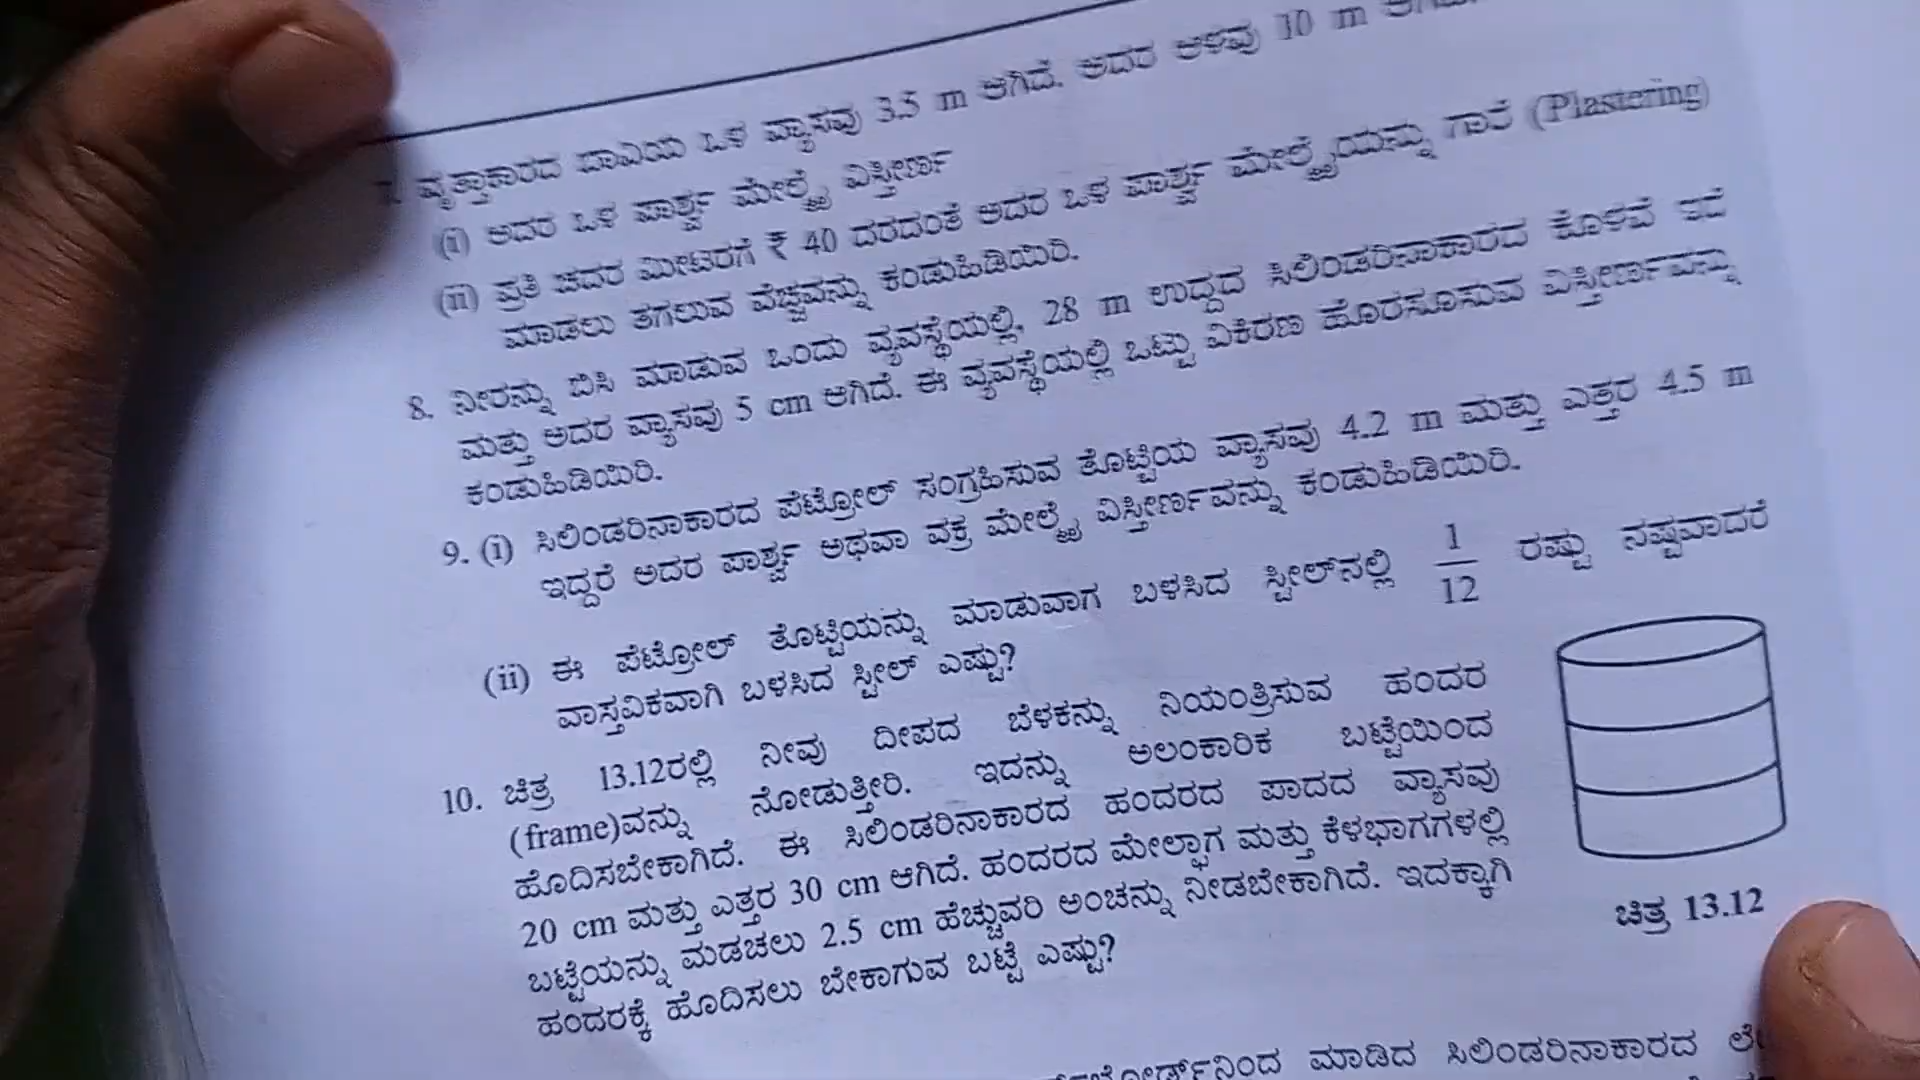 ವೃತ್ತಾಕಾರದ ಬಾವಿಯ ಒಳ ವ್ಯಾಸವು 3.5 m ಆಗಿದೆ. ಅದರ ಆಳವು 10 m
(i) ಅದರ ಒಳ ಪಾರ್ಶ್ವ ಮೇಲ್ಮೈ ವಿಸ್ತೀರ್ಣ
(ii) ಪ್ರತಿ ಚದರ ಮೀಟರಗೆ ₹ 40 ದರದಂತೆ ಅದರ ಒಳ ಪಾರ್ಶ್ವ ಮೇಲ್ಮೈಯನ್ನು ಗಾರೆ (Plastering)
ಮಾಡಲು ತಗಲುವ ವೆಚ್ಚವನ್ನು ಕಂಡುಹಿಡಿಯಿರಿ.
8. ನೀರನ್ನು ಬಿಸಿ ಮಾಡುವ ಒಂದು ವ್ಯವಸ್ಥೆಯಲ್ಲಿ, 28 m ಉದ್ದದ ಸಿಲಿಂಡರಿನಾಕಾರದ ಕೊಳವೆ ಇದೆ
ಮತ್ತು ಅದರ ವ್ಯಾಸವು 5 cm ಆಗಿದೆ. ಈ ವ್ಯವಸ್ಥೆಯಲ್ಲಿ ಒಟ್ಟು ವಿಕಿರಣ ಹೊರಸೂಸುವ ವಿಸ್ತೀರ್ಣವನ್ನು
ಕಂಡುಹಿಡಿಯಿರಿ.
9. (i) ಸಿಲಿಂಡರಿನಾಕಾರದ ಪೆಟ್ರೋಲ್ ಸಂಗ್ರಹಿಸುವ ತೊಟ್ಟಿಯ ವ್ಯಾಸವು 4.2 m ಮತ್ತು ಎತ್ತರ 4.5 m
ಇದ್ದರೆ ಅದರ ಪಾರ್ಶ್ವ ಅಥವಾ ವಕ್ರ ಮೇಲ್ಮೈ ವಿಸ್ತೀರ್ಣವನ್ನು ಕಂಡುಹಿಡಿಯಿರಿ.
(ii) ಈ ಪೆಟ್ರೋಲ್ ತೊಟ್ಟಿಯನ್ನು ಮಾಡುವಾಗ ಬಳಸಿದ ಸ್ಟೀಲ್‌ನಲ್ಲಿ 1/12 ರಷ್ಟು ನಷ್ಟವಾದರೆ
ವಾಸ್ತವಿಕವಾಗಿ ಬಳಸಿದ ಸ್ಟೀಲ್ ಎಷ್ಟು?
10. ಚಿತ್ರ 13.12ರಲ್ಲಿ ನೀವು ದೀಪದ ಬೆಳಕನ್ನು ನಿಯಂತ್ರಿಸುವ ಹಂದರ
(frame)ವನ್ನು ನೋಡುತ್ತೀರಿ. ಇದನ್ನು ಅಲಂಕಾರಿಕ ಬಟ್ಟೆಯಿಂದ
ಹೊದಿಸಬೇಕಾಗಿದೆ. ಈ ಸಿಲಿಂಡರಿನಾಕಾರದ ಹಂದರದ ಪಾದದ ವ್ಯಾಸವು
20 cm ಮತ್ತು ಎತ್ತರ 30 cm ಆಗಿದೆ. ಹಂದರದ ಮೇಲ್ಭಾಗ ಮತ್ತು ಕೆಳಭಾಗಗಳಲ್ಲಿ
ಬಟ್ಟೆಯನ್ನು ಮಡಚಲು 2.5 cm ಹೆಚ್ಚುವರಿ ಅಂಚನ್ನು ನೀಡಬೇಕಾಗಿದೆ. ಇದಕ್ಕಾಗಿ
ಹಂದರಕ್ಕೆ ಹೊದಿಸಲು ಬೇಕಾಗುವ ಬಟ್ಟೆ ಎಷ್ಟು?
ಚಿತ್ರ 13.12
ಮಾಡಿದ ಸಿಲಿಂಡರಿನಾಕಾರದ